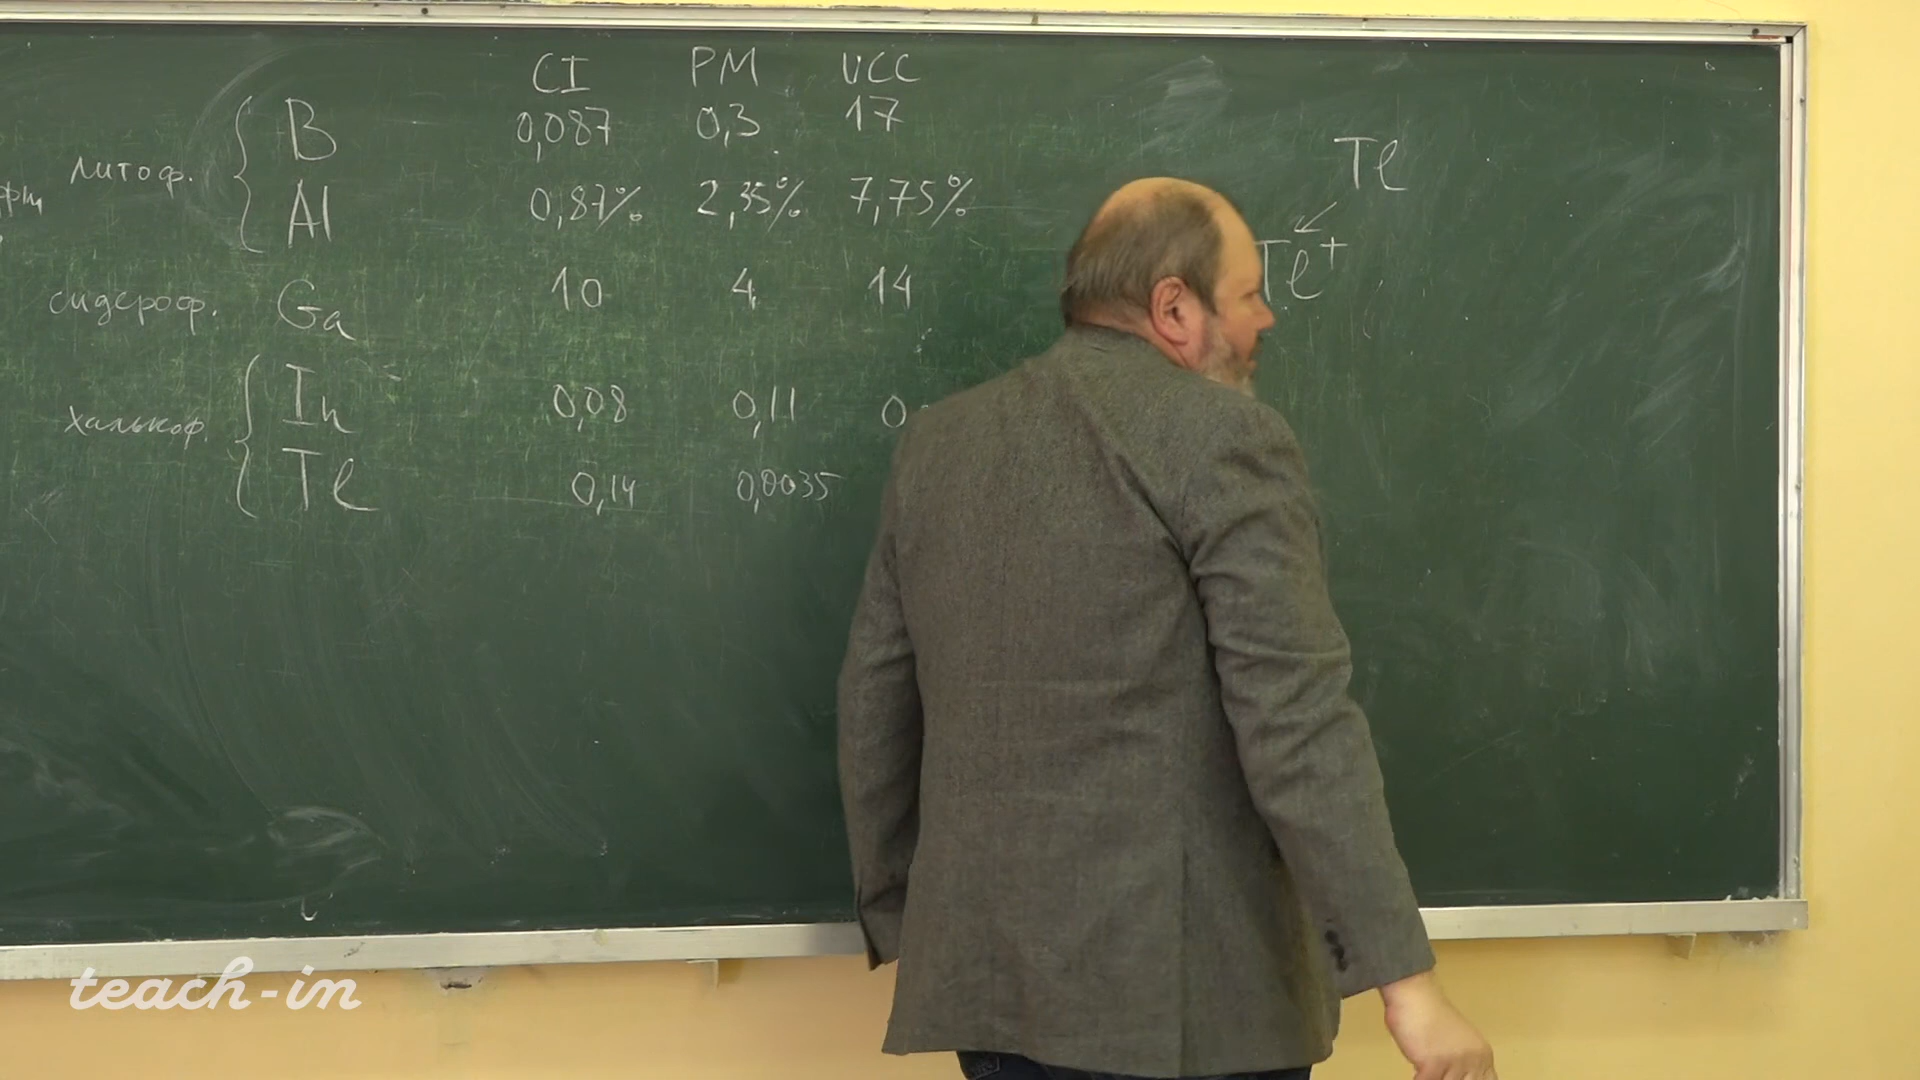 CI PM UCC
литоф. B 0,087 0,3 17
Al 0,87% 2,35% 7,75%
сидероф. Ga 10 4 14
халькоф. In 0,08 0,11
Tl 0,14 0,0035
Tl
Tl+
teach-in